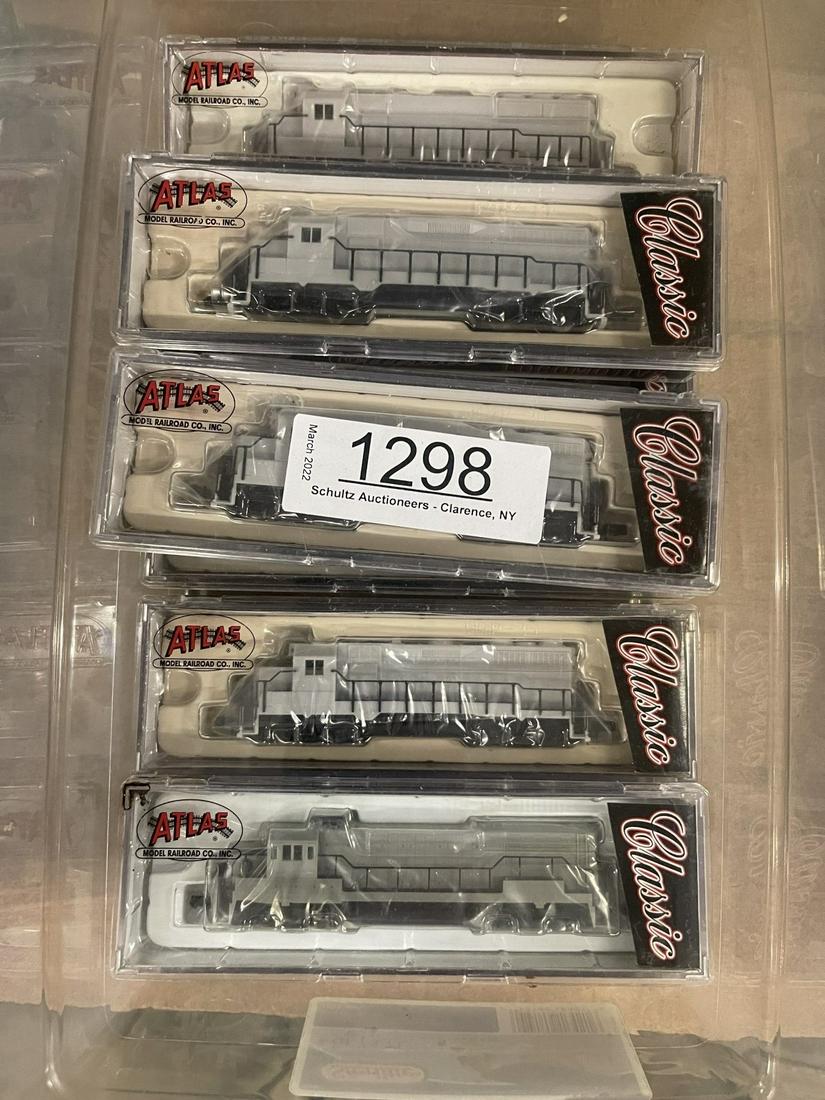 ATLAS
®
MODEL RAILROAD CO., INC.
ATLAS
MODEL RAILROAD CO., INC.
Classic
ATLAS
®
MODEL RAILROAD CO., INC.
Classic
March 2022
1298
Schultz Auctioneers - Clarence, NY
ATLAS
®
MODEL RAILROAD CO., INC.
Classic
ATLAS
®
MODEL RAILROAD CO., INC.
Classic
Sterilite